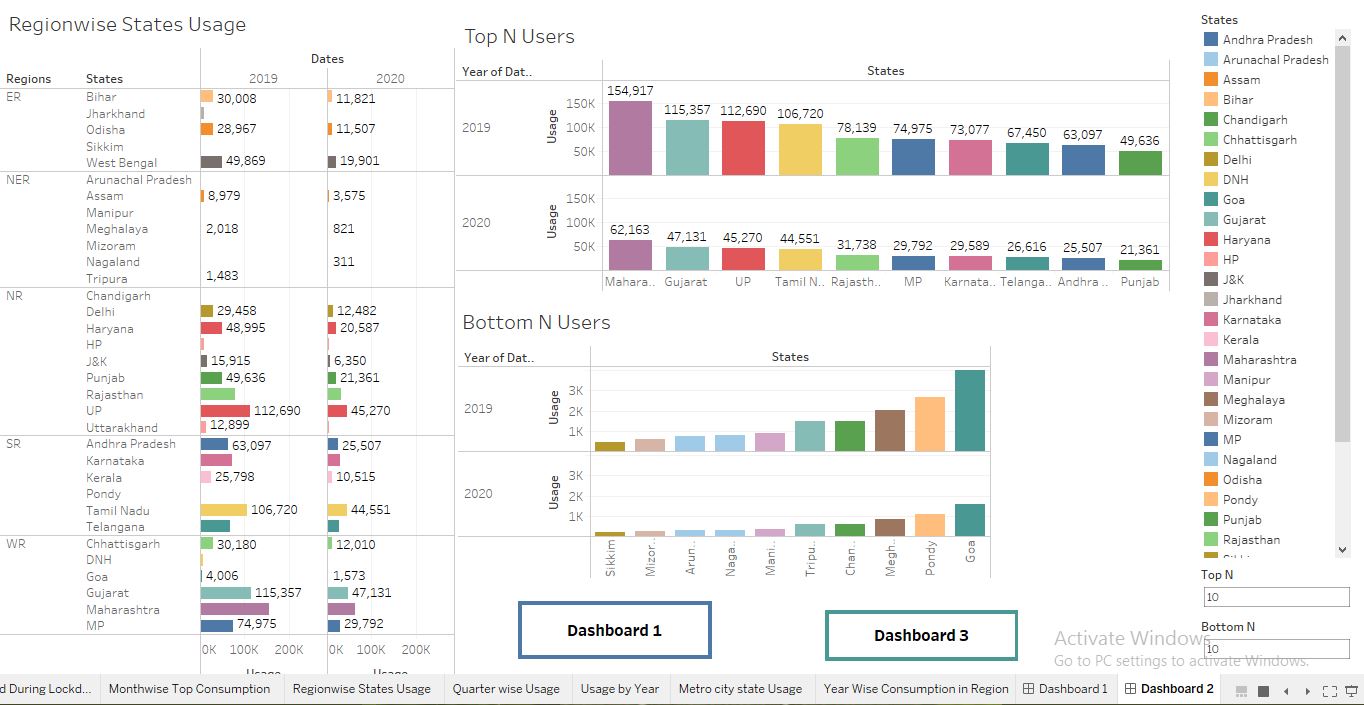 Regionwise States Usage
Dates
Regions States 2019 2020
ER Bihar 30,008 11,821
Jharkhand
Odisha 28,967 11,507
Sikkim
West Bengal 49,869 19,901
NER Arunachal Pradesh
Assam 8,979 3,575
Manipur
Meghalaya 2,018 821
Mizoram
Nagaland 311
Tripura 1,483
NR Chandigarh
Delhi 29,458 12,482
Haryana 48,995 20,587
HP
J&K 15,915 6,350
Punjab 49,636 21,361
Rajasthan
UP 112,690 45,270
Uttarakhand 12,899
SR Andhra Pradesh 63,097 25,507
Karnataka
Kerala 25,798 10,515
Pondy
Tamil Nadu 106,720 44,551
Telangana
WR Chhattisgarh 30,180 12,010
DNH
Goa 4,006 1,573
Gujarat 115,357 47,131
Maharashtra
MP 74,975 29,792
0K 100K 200K 0K 100K 200K
Usage Usage
Top N Users
Year of Dat.. States
2019 Usage 150K 100K 50K
154,917 115,357 112,690 106,720 78,139 74,975 73,077 67,450 63,097 49,636
2020 Usage 150K 100K 50K
62,163 47,131 45,270 44,551 31,738 29,792 29,589 26,616 25,507 21,361
Mahara.. Gujarat UP Tamil N.. Rajasth.. MP Karnata.. Telanga.. Andhra .. Punjab
Bottom N Users
Year of Dat.. States
2019 Usage 3K 2K 1K
2020 Usage 3K 2K 1K
Sikkim Mizor.. Arun.. Naga.. Mani.. Tripu.. Chan.. Megh.. Pondy Goa
Dashboard 1
Dashboard 3
States
Andhra Pradesh
Arunachal Pradesh
Assam
Bihar
Chandigarh
Chhattisgarh
Delhi
DNH
Goa
Gujarat
Haryana
HP
J&K
Jharkhand
Karnataka
Kerala
Maharashtra
Manipur
Meghalaya
Mizoram
MP
Nagaland
Odisha
Pondy
Punjab
Rajasthan
Top N
10
Bottom N
10
Activate Windows
Go to PC settings to activate Windows.
d During Lockd... Monthwise Top Consumption Regionwise States Usage Quarter wise Usage Usage by Year Metro city state Usage Year Wise Consumption in Region Dashboard 1 Dashboard 2